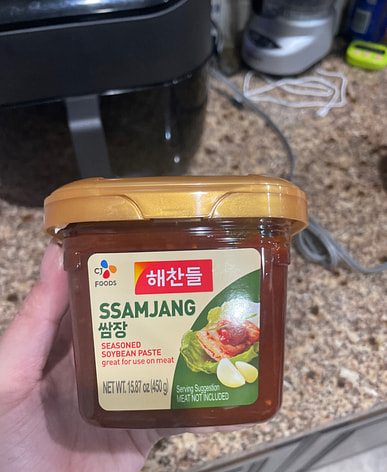 CJ
FOODS
해찬들
SSAMJANG
쌈장
SEASONED
SOYBEAN PASTE
great for use on meat
NET WT. 15.87 oz (450g)
Serving Suggestion
MEAT NOT INCLUDED